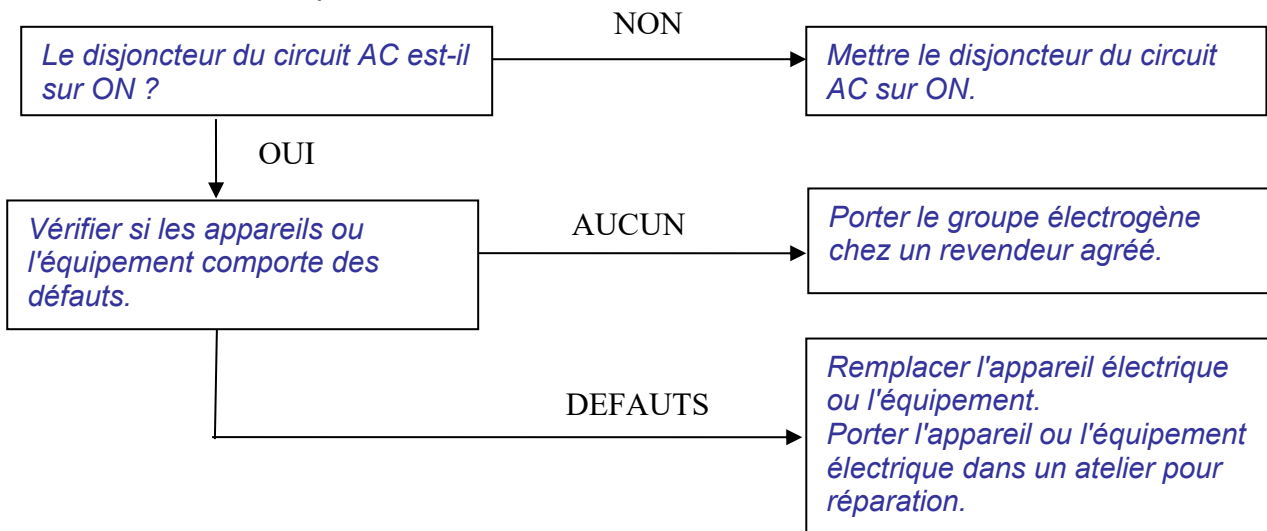 NON
Le disjoncteur du circuit AC est-il
sur ON ?
Mettre le disjoncteur du circuit
AC sur ON.
OUI
Vérifier si les appareils ou
l'équipement comporte des
défauts.
AUCUN
Porter le groupe électrogène
chez un revendeur agréé.
DEFAUTS
Remplacer l'appareil électrique
ou l'équipement.
Porter l'appareil ou l'équipement
électrique dans un atelier pour
réparation.